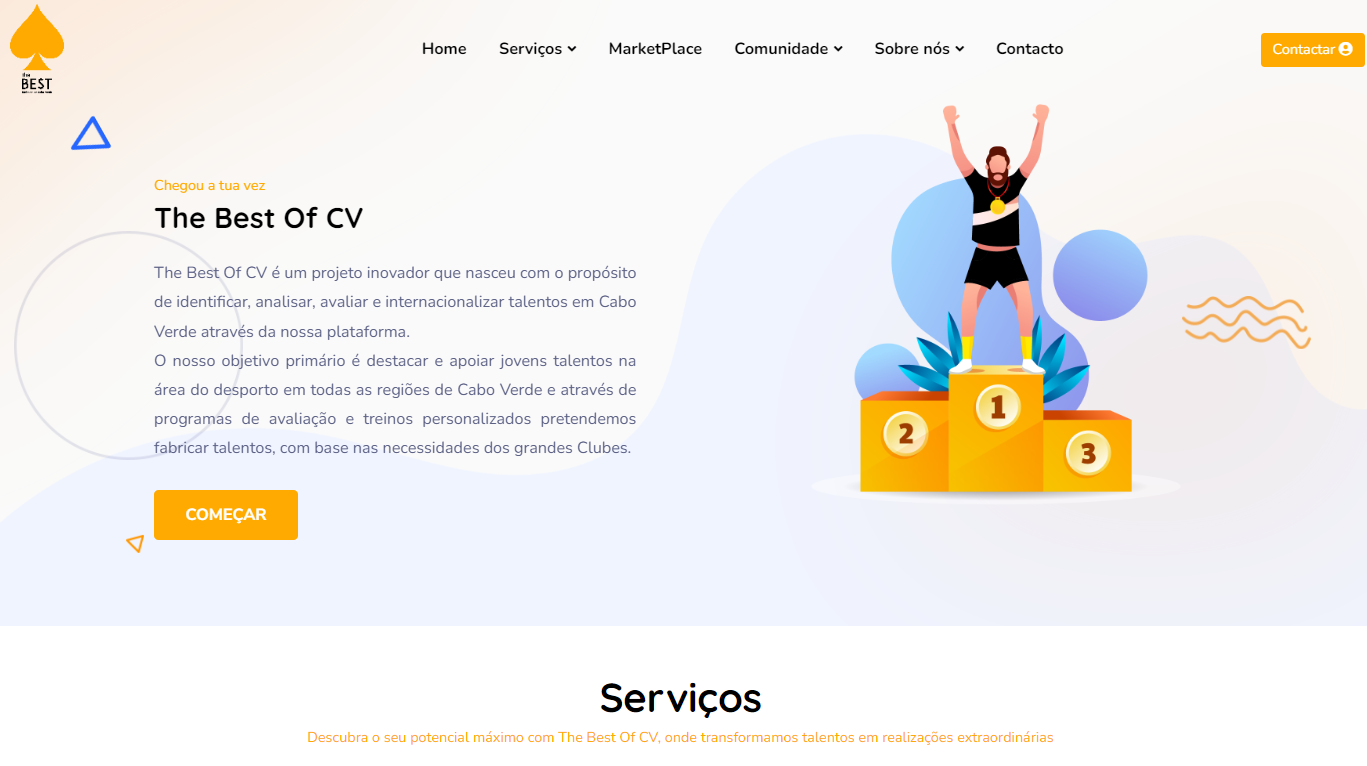 the
BEST
Home Serviços MarketPlace Comunidade Sobre nós Contacto
Contactar
Chegou a tua vez
The Best Of CV
The Best Of CV é um projeto inovador que nasceu com o propósito
de identificar, analisar, avaliar e internacionalizar talentos em Cabo
Verde através da nossa plataforma.
O nosso objetivo primário é destacar e apoiar jovens talentos na
área do desporto em todas as regiões de Cabo Verde e através de
programas de avaliação e treinos personalizados pretendemos
fabricar talentos, com base nas necessidades dos grandes Clubes.
COMEÇAR
1
2
3
Serviços
Descubra o seu potencial máximo com The Best Of CV, onde transformamos talentos em realizações extraordinárias